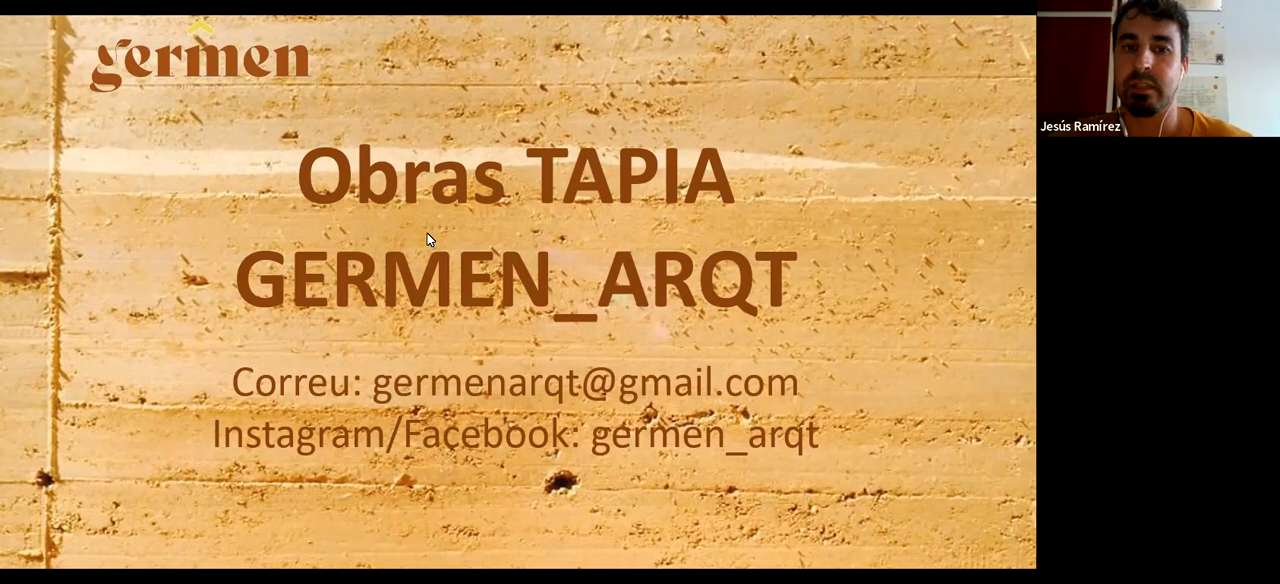 germen
Obras TAPIA
GERMEN_ARQT
Correu: germenarqt@gmail.com
Instagram/Facebook: germen_arqt
Jesús Ramírez